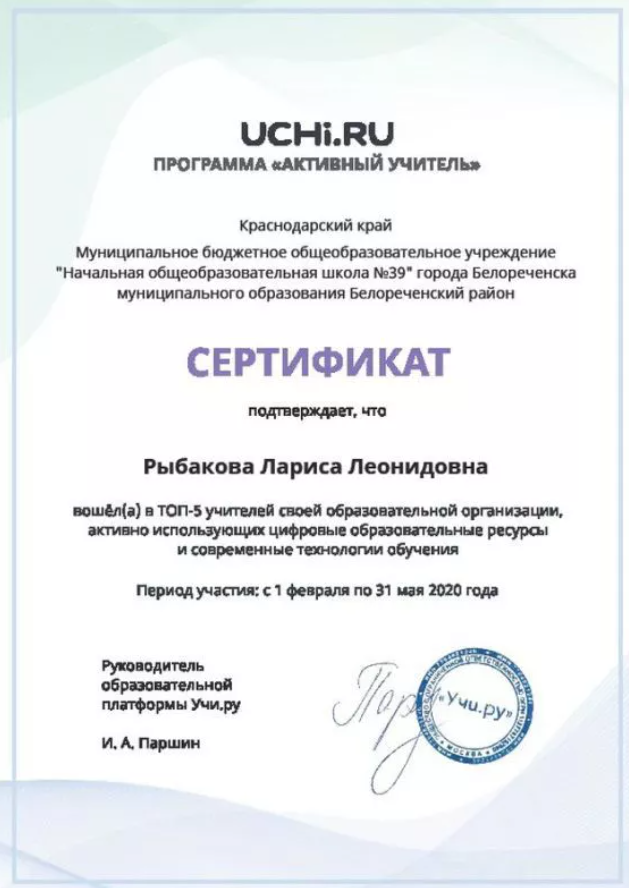 UCHi.RU
ПРОГРАММА «АКТИВНЫЙ УЧИТЕЛЬ»
Краснодарский край
Муниципальное бюджетное общеобразовательное учреждение
"Начальная общеобразовательная школа №39" города Белореченска
муниципального образования Белореченский район
СЕРТИФИКАТ
подтверждает, что
Рыбакова Лариса Леонидовна
вошёл(а) в ТОП-5 учителей своей образовательной организации,
активно использующих цифровые образовательные ресурсы
и современные технологии обучения
Период участия: с 1 февраля по 31 мая 2020 года
Руководитель
образовательной
платформы Учи.ру
И. А. Паршин
«Учи.ру»
МОСКВА